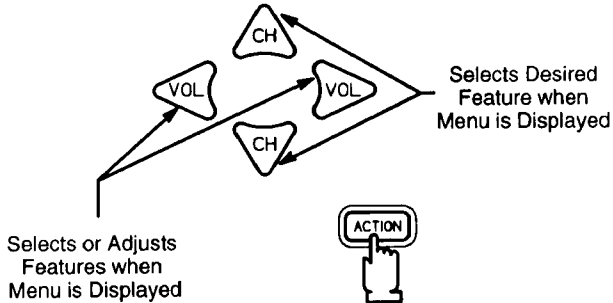 CH
VOL
VOL
CH
Selects Desired
Feature when
Menu is Displayed
ACTION
Selects or Adjusts
Features when
Menu is Displayed